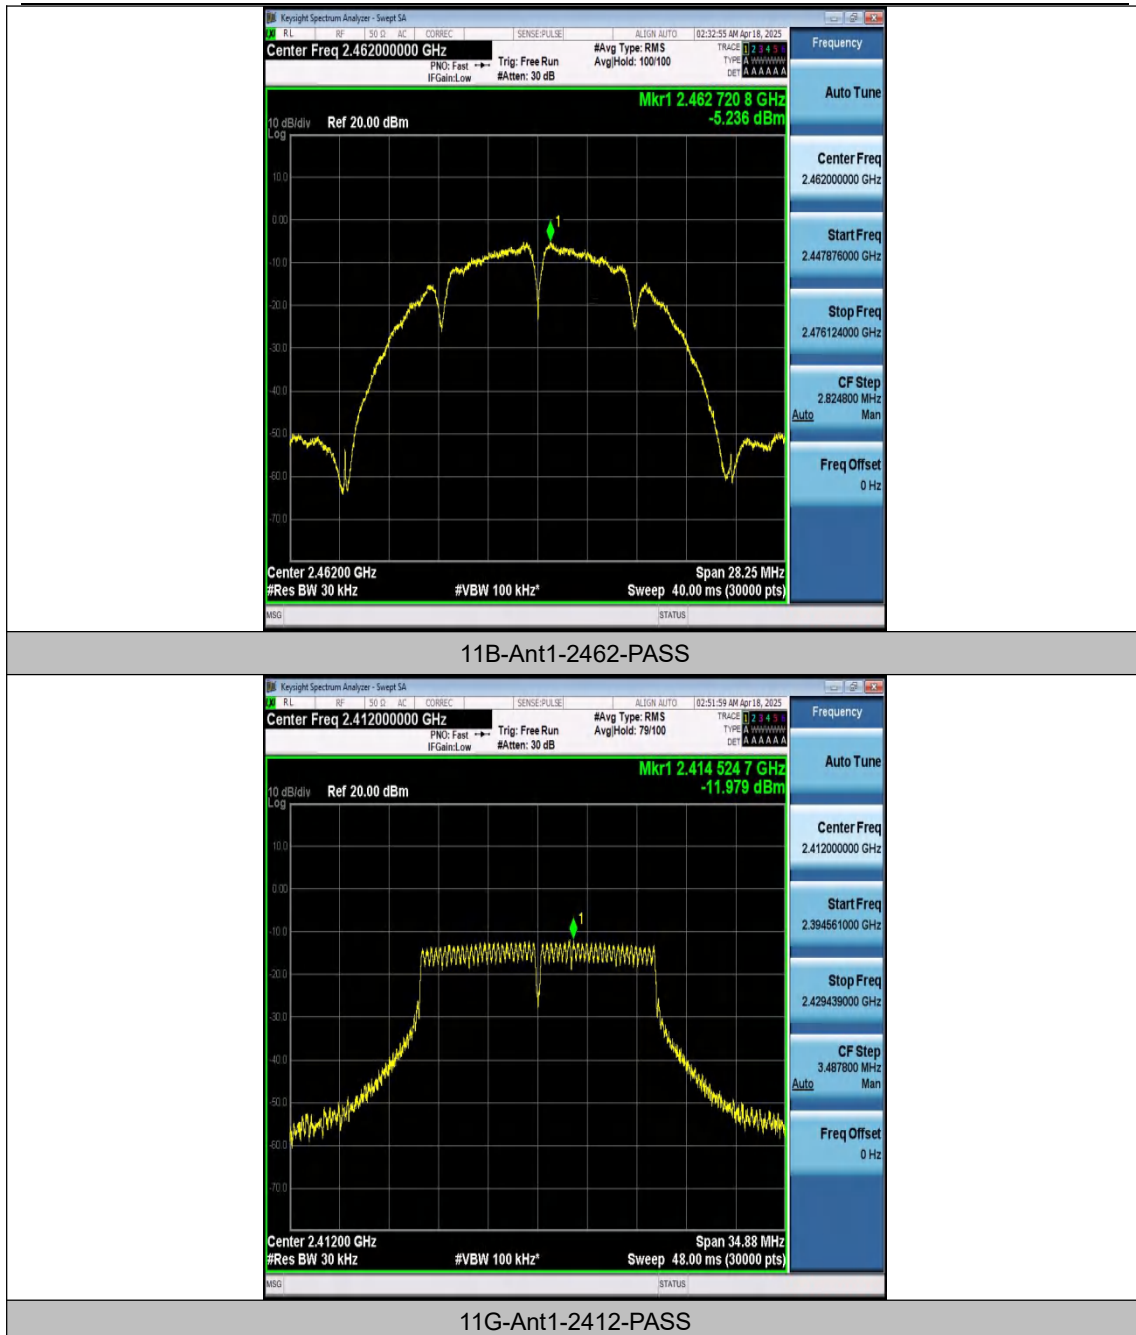 Keysight Spectrum Analyzer - Swept SA
RL RF 50 Ω AC CORREC SENSE:PULSE ALIGN AUTO 02:32:55 AM Apr 18, 2025
Center Freq 2.462000000 GHz #Avg Type: RMS TRACE 1 2 3 4 5 6 Frequency
PNO: Fast Trig: Free Run Avg|Hold: 100/100 TYPE A WWWWW
IFGain:Low #Atten: 30 dB DET A A A A A A
Auto Tune
Mkr1 2.462 720 8 GHz
10 dB/div Ref 20.00 dBm -5.236 dBm
Log
Center Freq
2.462000000 GHz
10.0
0.00
1
Start Freq
2.447876000 GHz
-10.0
-20.0
Stop Freq
2.476124000 GHz
-30.0
CF Step
2.824800 MHz
Auto Man
-40.0
-50.0
Freq Offset
0 Hz
-60.0
-70.0
Center 2.46200 GHz Span 28.25 MHz
#Res BW 30 kHz #VBW 100 kHz* Sweep 40.00 ms (30000 pts)
MSG STATUS
11B-Ant1-2462-PASS
Keysight Spectrum Analyzer - Swept SA
RL RF 50 Ω AC CORREC SENSE:PULSE ALIGN AUTO 02:51:59 AM Apr 18, 2025
Center Freq 2.412000000 GHz #Avg Type: RMS TRACE 1 2 3 4 5 6 Frequency
PNO: Fast Trig: Free Run Avg|Hold: 79/100 TYPE A WWWWW
IFGain:Low #Atten: 30 dB DET A A A A A A
Auto Tune
Mkr1 2.414 524 7 GHz
10 dB/div Ref 20.00 dBm -11.979 dBm
Log
Center Freq
2.412000000 GHz
10.0
0.00
Start Freq
2.394561000 GHz
1
-10.0
-20.0
Stop Freq
2.429439000 GHz
-30.0
CF Step
3.487800 MHz
Auto Man
-40.0
-50.0
Freq Offset
0 Hz
-60.0
-70.0
Center 2.41200 GHz Span 34.88 MHz
#Res BW 30 kHz #VBW 100 kHz* Sweep 48.00 ms (30000 pts)
MSG STATUS
11G-Ant1-2412-PASS